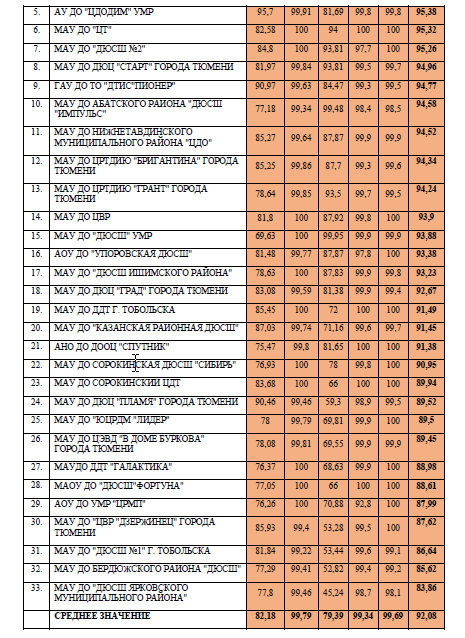 5. АУ ДО "ЦДОДИМ" УМР 95,7 99,91 81,69 99,8 99,8 95,38
6. МАУ ДО "ЦТ" 82,58 100 94 100 100 95,32
7. МАУ ДО "ДЮСШ №2" 84,8 100 93,81 97,7 100 95,26
8. МАУ ДО ДЮЦ "СТАРТ" ГОРОДА ТЮМЕНИ 81,97 99,84 93,81 99,5 99,7 94,96
9. ГАУ ДО ТО "ДТИС"ПИОНЕР" 90,97 99,63 84,47 99,3 99,5 94,77
10. МАУ ДО АБАТСКОГО РАЙОНА "ДЮСШ
"ИМПУЛЬС" 77,18 99,34 99,48 98,4 98,5 94,58
11. МАУ ДО НИЖНЕТАВДИНСКОГО
МУНИЦИПАЛЬНОГО РАЙОНА "ЦДО" 85,27 99,64 87,87 99,9 99,9 94,52
12. МАУ ДО ЦРТДИЮ "БРИГАНТИНА" ГОРОДА
ТЮМЕНИ 85,25 99,86 87,7 99,3 99,6 94,34
13. МАУ ДО ЦРТДИЮ "ГРАНТ" ГОРОДА
ТЮМЕНИ 78,64 99,85 93,5 99,7 99,5 94,24
14. МАУ ДО ЦВР 81,8 100 87,92 99,8 100 93,9
15. МАУ ДО "ДЮСШ" УМР 69,63 100 99,95 99,9 99,9 93,88
16. АОУ ДО "УПОРОВСКАЯ ДЮСШ" 81,48 99,77 87,87 97,8 100 93,38
17. МАУ ДО "ДЮСШ ИШИМСКОГО РАЙОНА" 78,63 100 87,83 99,9 99,8 93,23
18. МАУ ДО ДЮЦ "ГРАД" ГОРОДА ТЮМЕНИ 83,08 99,59 81,38 99,9 99,4 92,67
19. МАУ ДО ДДТ Г. ТОБОЛЬСКА 85,45 100 72 100 100 91,49
20. МАУ ДО "КАЗАНСКАЯ РАЙОННАЯ ДЮСШ" 87,03 99,74 71,16 99,6 99,7 91,45
21. АНО ДО ДООЦ "СПУТНИК" 75,47 99,8 81,65 100 100 91,38
22. МАУ ДО СОРОКИНСКАЯ ДЮСШ "СИБИРЬ" 76,93 100 78 99,8 100 90,95
23. МАУ ДО СОРОКИНСКИЙ ЦДТ 83,68 100 66 100 100 89,94
24. МАУ ДО ДЮЦ "ПЛАМЯ" ГОРОДА ТЮМЕНИ 90,46 99,46 59,3 98,9 99,5 89,52
25. МАУ ДО "ЮЦРДМ "ЛИДЕР" 78 99,79 69,81 99,9 100 89,5
26. МАУ ДО ЦЭВД "В ДОМЕ БУРКОВА"
ГОРОДА ТЮМЕНИ 78,08 99,81 69,55 99,9 99,9 89,45
27. МАУДО ДДТ "ГАЛАКТИКА" 76,37 100 68,63 99,9 100 88,98
28. МАОУ ДО "ДЮСШ"ФОРТУНА" 77,05 100 66 100 100 88,61
29. АОУ ДО УМР "ЦРМП" 76,26 100 70,88 92,8 100 87,99
30. МАУ ДО "ЦВР "ДЗЕРЖИНЕЦ" ГОРОДА
ТЮМЕНИ 85,93 99,4 53,28 99,5 100 87,62
31. МАУ ДО "ДЮСШ №1" Г. ТОБОЛЬСКА 81,84 99,22 53,44 99,6 99,1 86,64
32. МАУ ДО БЕРДЮЖСКОГО РАЙОНА "ДЮСШ" 77,29 99,41 52,82 99,4 99,2 85,62
33. МАУ ДО "ДЮСШ ЯРКОВСКОГО
МУНИЦИПАЛЬНОГО РАЙОНА" 77,8 99,46 45,24 98,7 98,1 83,86
СРЕДНЕЕ ЗНАЧЕНИЕ 82,18 99,79 79,39 99,34 99,69 92,08